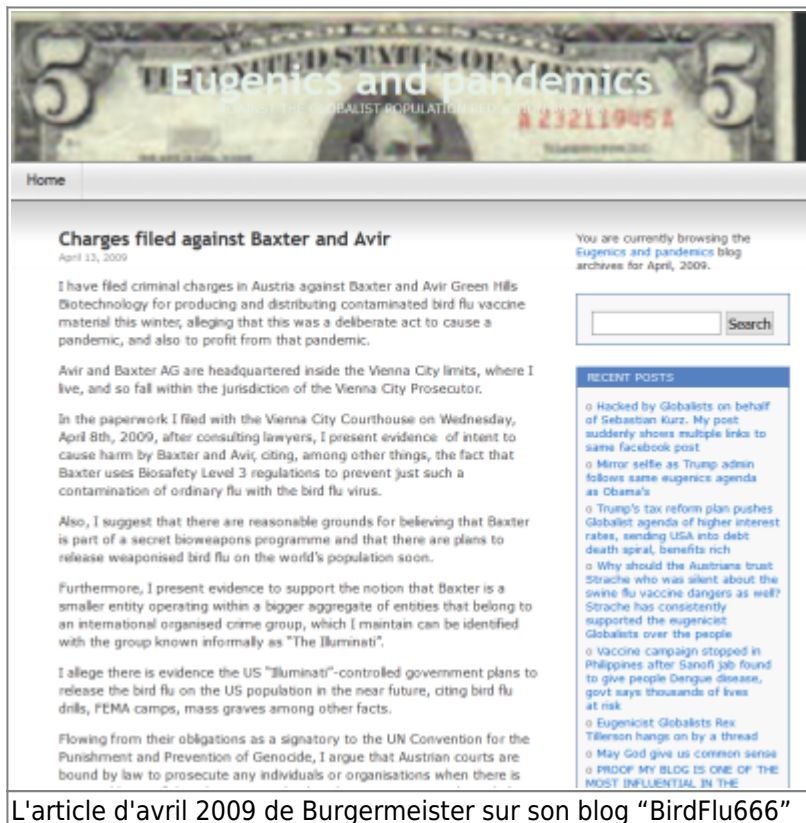 5
THE UNITED STATES OF AMERICA
5
Eugenics and pandemics
GLOBALIST POPULATION
A 23211946 A
Home
Charges filed against Baxter and Avir
April 13, 2009
I have filed criminal charges in Austria against Baxter and Avir Green Hills
Biotechnology for producing and distributing contaminated bird flu vaccine
material this winter, alleging that this was a deliberate act to cause a
pandemic, and also to profit from that pandemic.
Avir and Baxter AG are headquartered inside the Vienna City limits, where I
live, and so fall within the jurisdiction of the Vienna City Prosecutor.
In the paperwork I filed with the Vienna City Courthouse on Wednesday,
April 8th, 2009, after consulting lawyers, I present evidence of intent to
cause harm by Baxter and Avir, citing, among other things, the fact that
Baxter uses Biosafety Level 3 regulations to prevent just such a
contamination of ordinary flu with the bird flu virus.
Also, I suggest that there are reasonable grounds for believing that Baxter
is part of a secret bioweapons programme and that there are plans to
release weaponised bird flu on the world's population soon.
Furthermore, I present evidence to support the notion that Baxter is a
smaller entity operating within a bigger aggregate of entities that belong to
an international organised crime group, which I maintain can be identified
with the group known informally as "The Illuminati".
I allege there is evidence the US "Illuminati"-controlled government plans to
release the bird flu on the US population in the near future, citing bird flu
drills, FEMA camps, mass graves among other facts.
Flowing from their obligations as a signatory to the UN Convention for the
Punishment and Prevention of Genocide, I argue that Austrian courts are
bound by law to prosecute any individuals or organisations when there is
You are currently browsing the
Eugenics and pandemics blog
archives for April, 2009.
Search
RECENT POSTS
Hacked by Globalists on behalf
of Sebastian Kurz. My post
suddenly shows multiple links to
same facebook post
Mirror selfie as Trump admin
follows same eugenics agenda
as Obama's
Trump's tax reform plan pushes
Globalist agenda of higher interest
rates, sending USA into debt
death spiral, benefits rich
Why should the Austrians trust
Strache who was silent about the
swine flu vaccine dangers as well?
Strache has consistently
supported the eugenicist
Globalists over the people
Vaccine campaign stopped in
Philippines after Sanofi jab found
to give people Dengue disease,
govt says thousands of lives
at risk
Eugenicist Globalists Rex
Tillerson hangs on by a thread
May God give us common sense
PROOF MY BLOG IS ONE OF THE
MOST INFLUENTIAL IN THE
L'article d'avril 2009 de Burgermeister sur son blog “BirdFlu666”